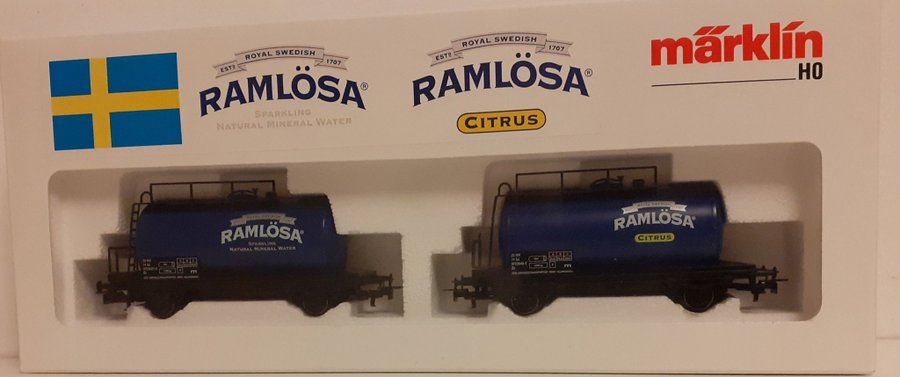 ROYAL SWEDISH
ESTD 1707
RAMLÖSA®
SPARKLING
NATURAL MINERAL WATER
ROYAL SWEDISH
ESTD 1707
RAMLÖSA®
CITRUS
märklin
HO
RAMLÖSA®
SPARKLING
NATURAL MINERAL WATER
RAMLÖSA®
CITRUS